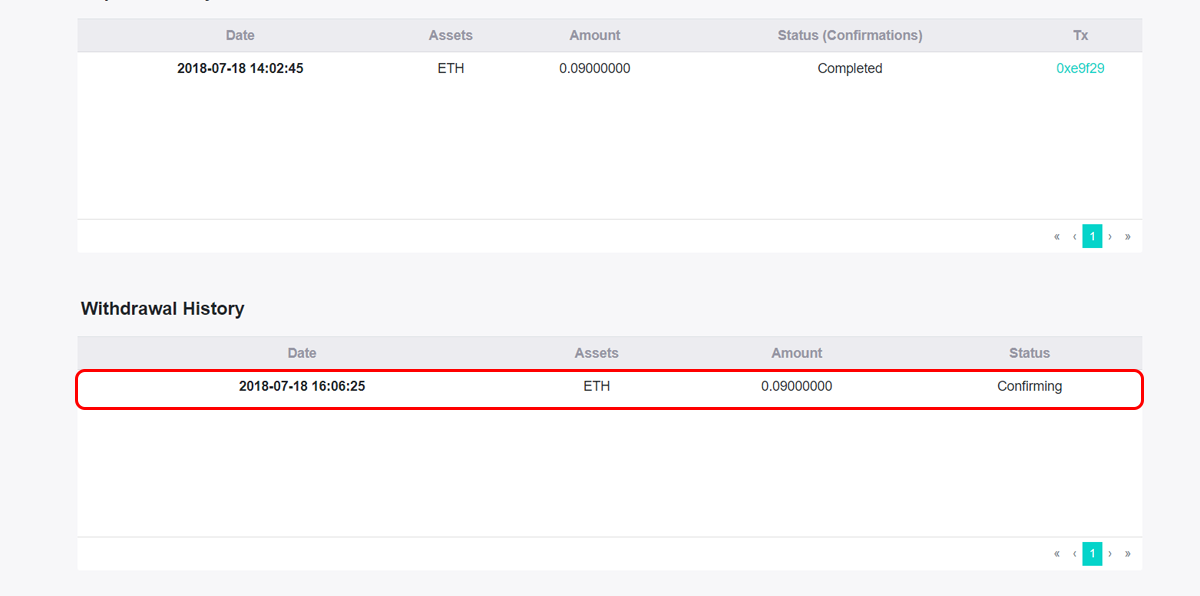 Date Assets Amount Status (Confirmations) Tx
2018-07-18 14:02:45 ETH 0.09000000 Completed 0xe9f29
« ‹ 1 › »
Withdrawal History
Date Assets Amount Status
2018-07-18 16:06:25 ETH 0.09000000 Confirming
« ‹ 1 › »